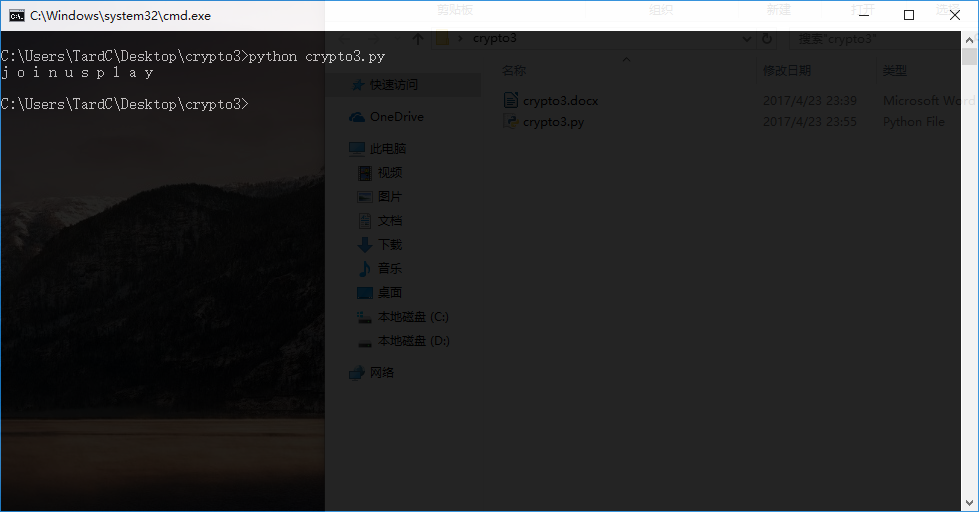 C:\Windows\system32\cmd.exe
剪贴板
组织
新建
打开
选择
C:\Users\TardC\Desktop\crypto3>python crypto3.py
j o i n u s p l a y
C:\Users\TardC\Desktop\crypto3>
crypto3
搜索"crypto3"
名称
修改日期
类型
快速访问
crypto3.docx
2017/4/23 23:39
Microsoft Word
OneDrive
crypto3.py
2017/4/23 23:55
Python File
此电脑
视频
图片
文档
下载
音乐
桌面
本地磁盘 (C:)
本地磁盘 (D:)
网络